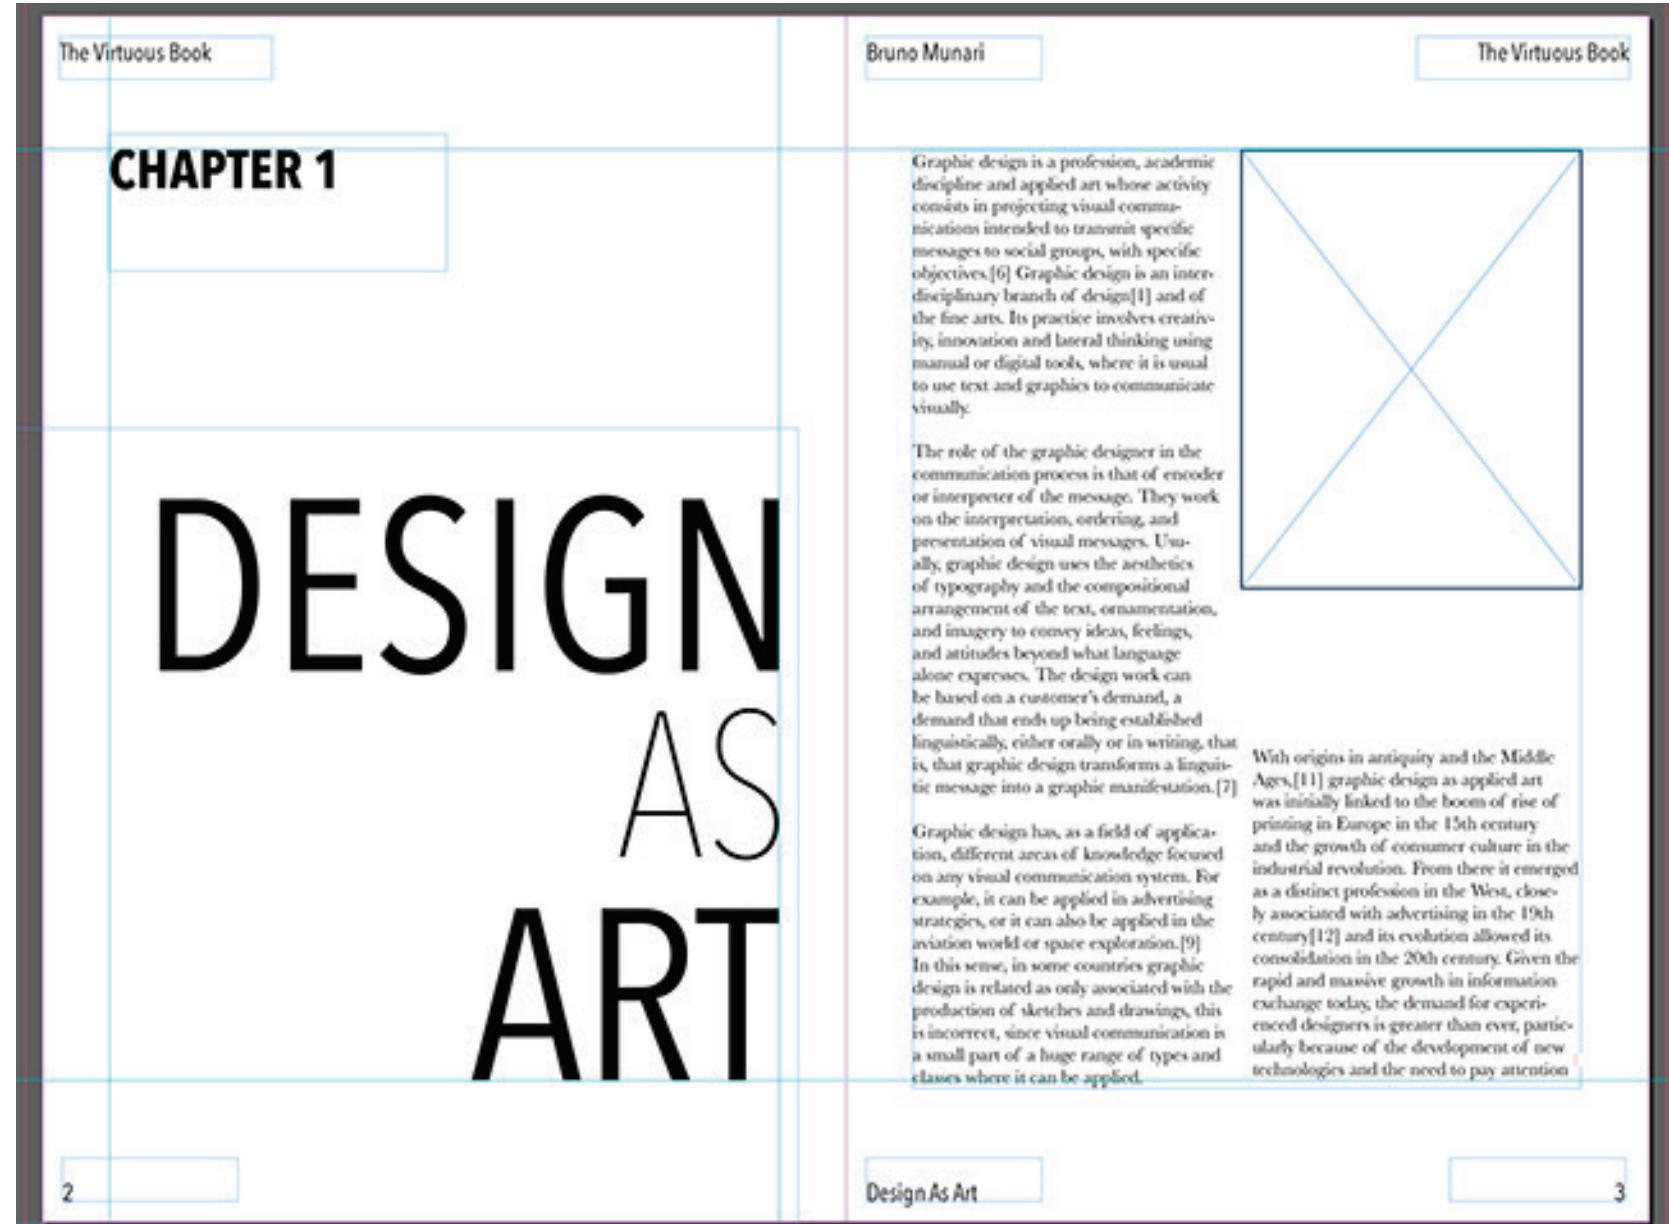 The Virtuous Book
CHAPTER 1
DESIGN
AS
ART
2
Bruno Munari
The Virtuous Book
Graphic design is a profession, academic
discipline and applied art whose activity
consists in projecting visual commu-
nications intended to transmit specific
messages to social groups, with specific
objectives.[6] Graphic design is an inter-
disciplinary branch of design[1] and of
the fine arts. Its practice involves creativ-
ity, innovation and lateral thinking using
manual or digital tools, where it is usual
to use text and graphics to communicate
visually.
The role of the graphic designer in the
communication process is that of encoder
or interpreter of the message. They work
on the interpretation, ordering, and
presentation of visual messages. Usu-
ally, graphic design uses the aesthetics
of typography and the compositional
arrangement of the text, ornamentation,
and imagery to convey ideas, feelings,
and attitudes beyond what language
alone expresses. The design work can
be based on a customer's demand, a
demand that ends up being established
linguistically, either orally or in writing, that
is, that graphic design transforms a linguis-
tic message into a graphic manifestation.[7]
Graphic design has, as a field of applica-
tion, different areas of knowledge focused
on any visual communication system. For
example, it can be applied in advertising
strategies, or it can also be applied in the
aviation world or space exploration.[9]
In this sense, in some countries graphic
design is related as only associated with the
production of sketches and drawings, this
is incorrect, since visual communication is
a small part of a huge range of types and
classes where it can be applied.
With origins in antiquity and the Middle
Ages,[11] graphic design as applied art
was initially linked to the boom of rise of
printing in Europe in the 15th century
and the growth of consumer culture in the
industrial revolution. From there it emerged
as a distinct profession in the West, close-
ly associated with advertising in the 19th
century[12] and its evolution allowed its
consolidation in the 20th century. Given the
rapid and massive growth in information
exchange today, the demand for experi-
enced designers is greater than ever, partic-
ularly because of the development of new
technologies and the need to pay attention
Design As Art
3